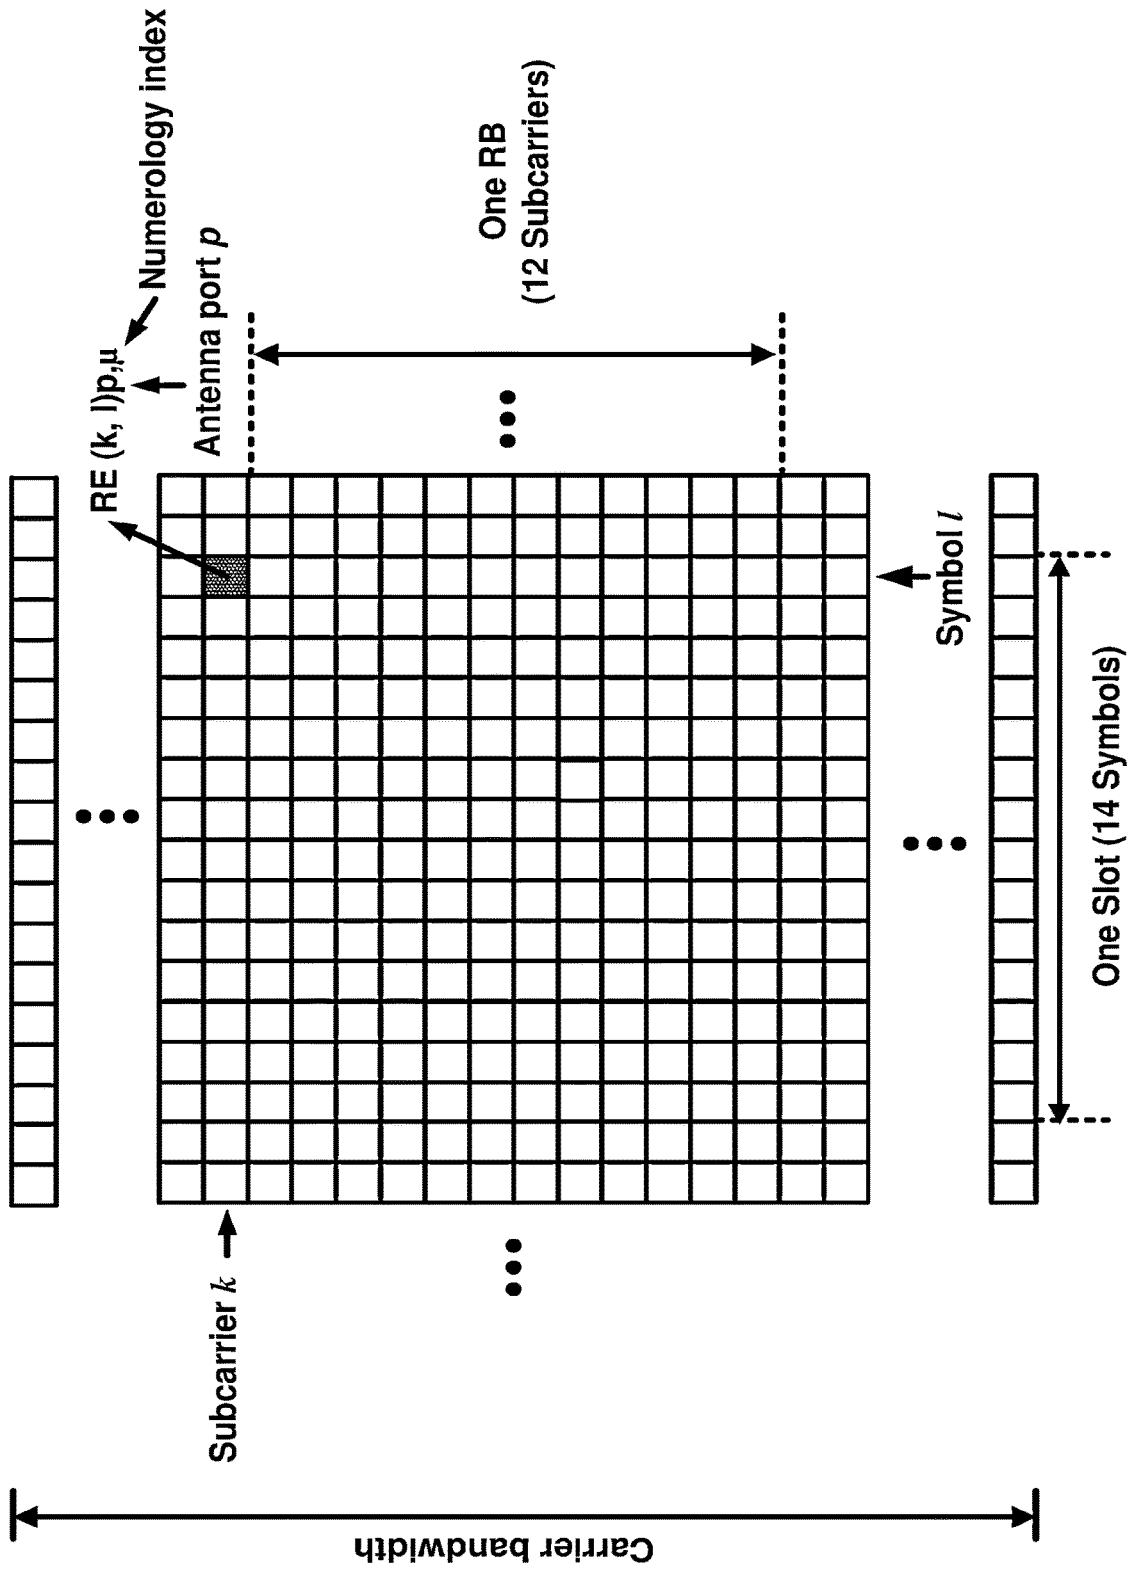 Numerology index
RE (k, l)p,μ
Antenna port p
One RB
(12 Subcarriers)
Subcarrier k
Symbol l
One Slot (14 Symbols)
Carrier bandwidth